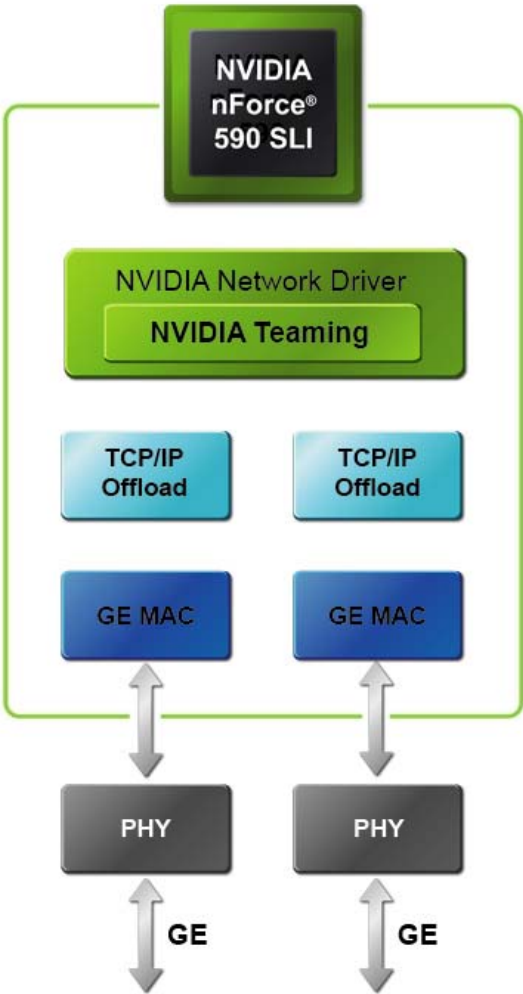 NVIDIA
nForce®
590 SLI
NVIDIA Network Driver
NVIDIA Teaming
TCP/IP
Offload
TCP/IP
Offload
GE MAC
GE MAC
PHY
PHY
GE
GE